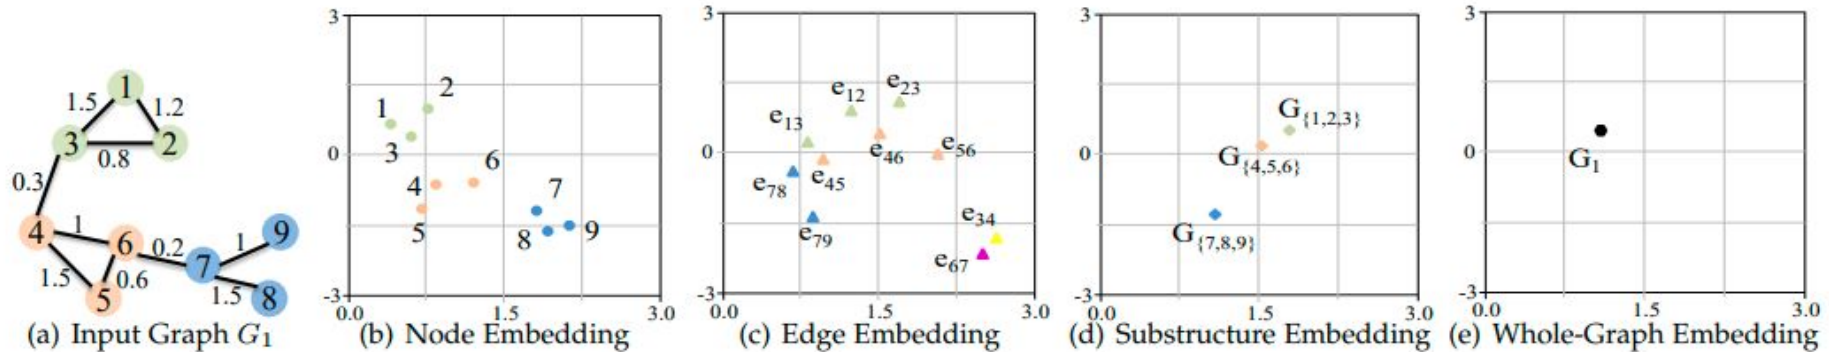 1
1.5
1.2
3
2
0.8
0.3
4
1
6
0.2
7
1
9
1.5
0.6
5
1.5
8
(a) Input Graph G1
3
0
-3
0.0
1.5
3.0
1
2
3
4
6
5
7
8
9
(b) Node Embedding
3
0
-3
0.0
1.5
3.0
e12
e23
e13
e46
e56
e78
e45
e79
e34
e67
(c) Edge Embedding
3
0
-3
0.0
1.5
3.0
G{1,2,3}
G{4,5,6}
G{7,8,9}
(d) Substructure Embedding
3
0
-3
0.0
1.5
3.0
G1
(e) Whole-Graph Embedding